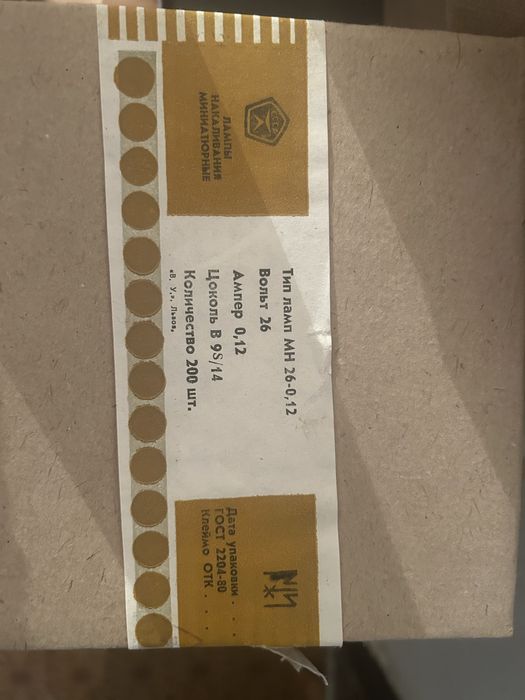 ЛАМПЫ
НАКАЛИВАНИЯ
МИНИАТЮРНЫЕ
Тип ламп МН 26-0,12
Вольт 26
Ампер 0,12
Цоколь В 9S/14
Количество 200 шт.
«В. У.», Львов,
Дата упаковки . . .
ГОСТ 2204-80
Клеймо ОТК . . . .